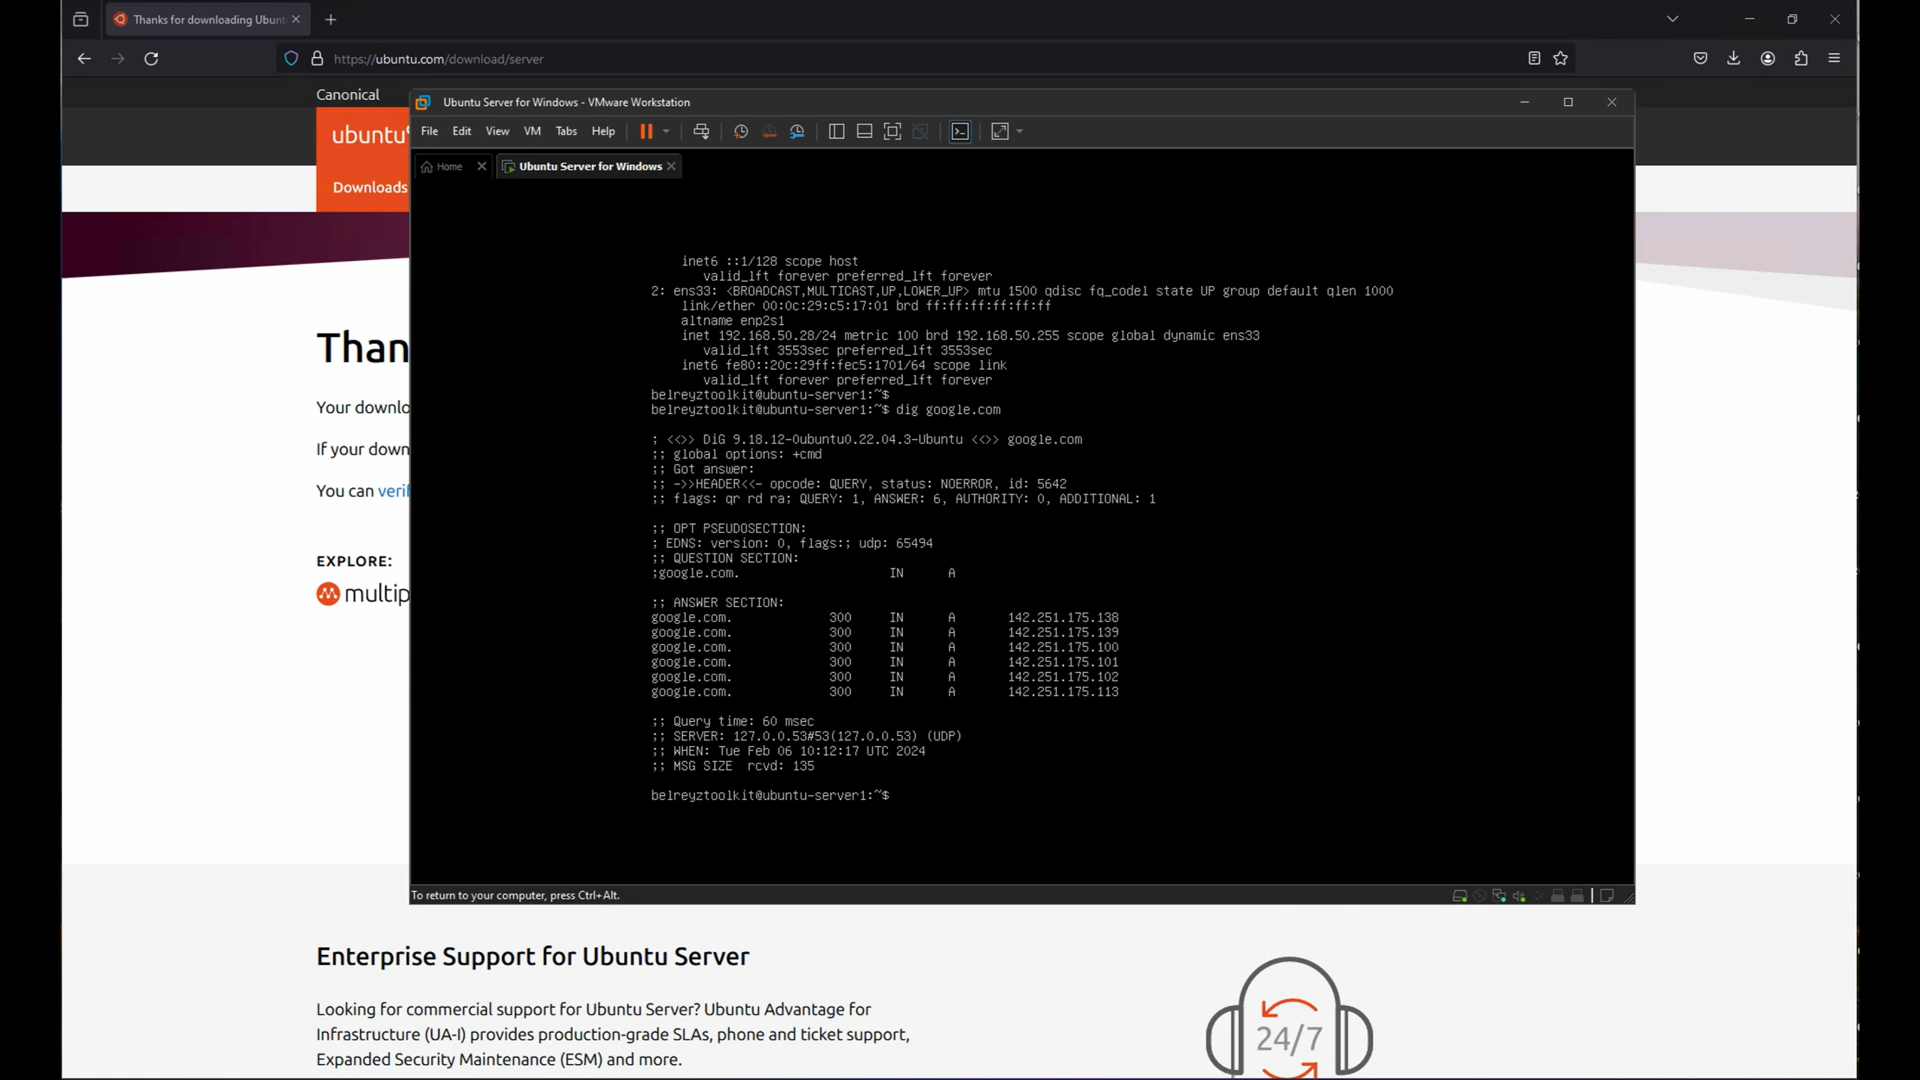 Thanks for downloading Ubunt
https://ubuntu.com/download/server
Canonical
ubuntu
Downloads
Than
Your downlo
If your down
You can verif
EXPLORE:
multip
Ubuntu Server for Windows - VMware Workstation
File Edit View VM Tabs Help
Home
Ubuntu Server for Windows
inet6 ::1/128 scope host
valid_lft forever preferred_lft forever
2: ens33: <BROADCAST,MULTICAST,UP,LOWER_UP> mtu 1500 qdisc fq_codel state UP group default qlen 1000
link/ether 00:0c:29:c5:17:01 brd ff:ff:ff:ff:ff:ff
altname enp2s1
inet 192.168.50.28/24 metric 100 brd 192.168.50.255 scope global dynamic ens33
valid_lft 3553sec preferred_lft 3553sec
inet6 fe80::20c:29ff:fec5:1701/64 scope link
valid_lft forever preferred_lft forever
belreyztoolkit@ubuntu-server1:~$
belreyztoolkit@ubuntu-server1:~$ dig google.com
; <<>> DiG 9.18.12-0ubuntu0.22.04.3-Ubuntu <<>> google.com
;; global options: +cmd
;; Got answer:
;; ->>HEADER<<- opcode: QUERY, status: NOERROR, id: 5642
;; flags: qr rd ra; QUERY: 1, ANSWER: 6, AUTHORITY: 0, ADDITIONAL: 1
;; OPT PSEUDOSECTION:
; EDNS: version: 0, flags:; udp: 65494
;; QUESTION SECTION:
;google.com. IN A
;; ANSWER SECTION:
google.com. 300 IN A 142.251.175.138
google.com. 300 IN A 142.251.175.139
google.com. 300 IN A 142.251.175.100
google.com. 300 IN A 142.251.175.101
google.com. 300 IN A 142.251.175.102
google.com. 300 IN A 142.251.175.113
;; Query time: 60 msec
;; SERVER: 127.0.0.53#53(127.0.0.53) (UDP)
;; WHEN: Tue Feb 06 10:12:17 UTC 2024
;; MSG SIZE rcvd: 135
belreyztoolkit@ubuntu-server1:~$
To return to your computer, press Ctrl+Alt.
Enterprise Support for Ubuntu Server
Looking for commercial support for Ubuntu Server? Ubuntu Advantage for
Infrastructure (UA-I) provides production-grade SLAs, phone and ticket support,
Expanded Security Maintenance (ESM) and more.
24/7